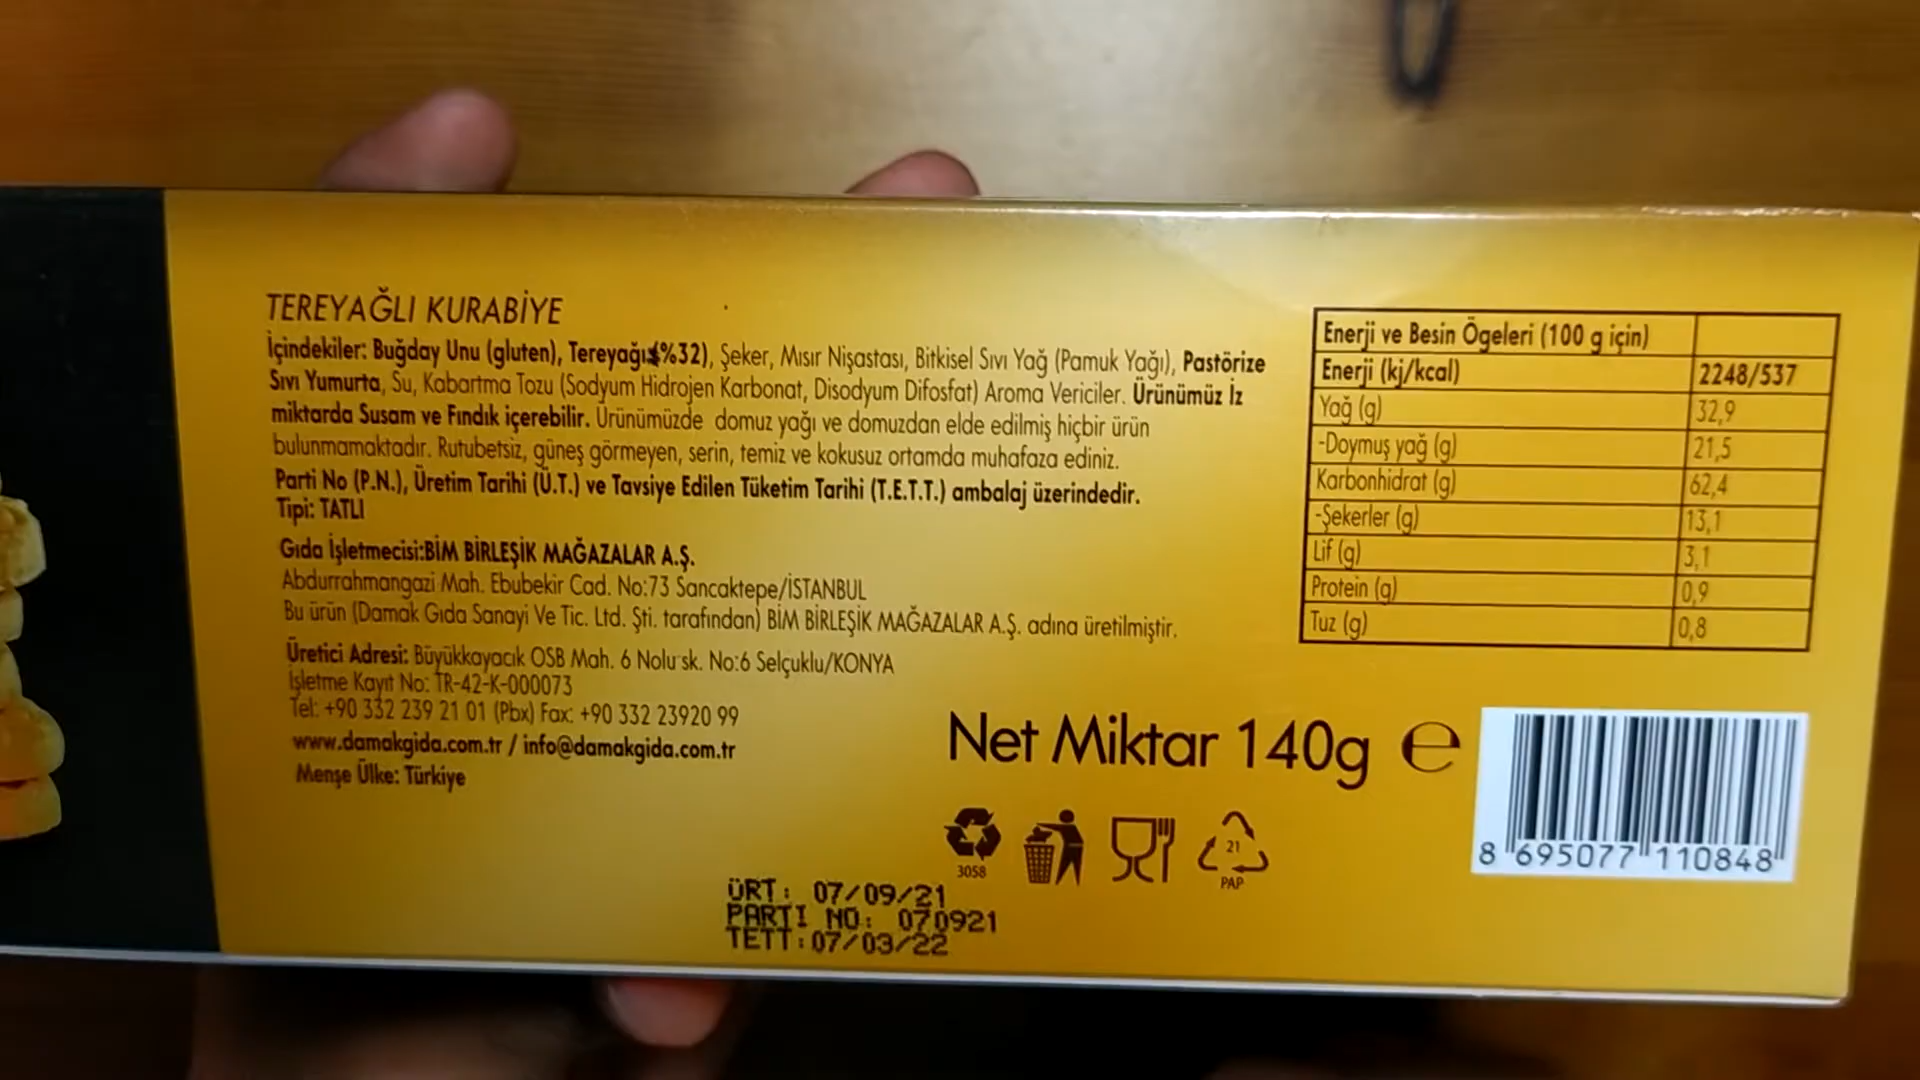 TEREYAĞLI KURABİYE
İçindekiler: Buğday Unu (gluten), Tereyağı (%32), Şeker, Mısır Nişastası, Bitkisel Sıvı Yağ (Pamuk Yağı), Pastörize
Sıvı Yumurta, Su, Kabartma Tozu (Sodyum Hidrojen Karbonat, Disodyum Difosfat) Aroma Vericiler. Ürünümüz İz
miktarda Susam ve Fındık içerebilir. Ürünümüzde domuz yağı ve domuzdan elde edilmiş hiçbir ürün
bulunmamaktadır. Rutubetsiz, güneş görmeyen, serin, temiz ve kokusuz ortamda muhafaza ediniz.
Parti No (P.N.), Üretim Tarihi (Ü.T.) ve Tavsiye Edilen Tüketim Tarihi (T.E.T.T.) ambalaj üzerindedir.
Tipi: TATLI
Gıda İşletmecisi:BİM BİRLEŞİK MAĞAZALAR A.Ş.
Abdurrahmangazi Mah. Ebubekir Cad. No:73 Sancaktepe/İSTANBUL
Bu ürün (Damak Gıda Sanayi Ve Tic. Ltd. Şti. tarafından) BİM BİRLEŞİK MAĞAZALAR A.Ş. adına üretilmiştir.
Üretici Adresi: Büyükkayacık OSB Mah. 6 Nolu sk. No:6 Selçuklu/KONYA
İşletme Kayıt No: TR-42-K-000073
Tel: +90 332 239 21 01 (Pbx) Fax: +90 332 23920 99
www.damakgida.com.tr / info@damakgida.com.tr
Menşe Ülke: Türkiye
Enerji ve Besin Ögeleri (100 g için)
Enerji (kj/kcal) 2248/537
Yağ (g) 32,9
-Doymuş yağ (g) 21,5
Karbonhidrat (g) 62,4
-Şekerler (g) 13,1
Lif (g) 3,1
Protein (g) 0,9
Tuz (g) 0,8
Net Miktar 140g e
3058
21
PAP
8 695077 110848
ÜRT: 07/09/21
PARTI NO: 070921
TETT:07/03/22